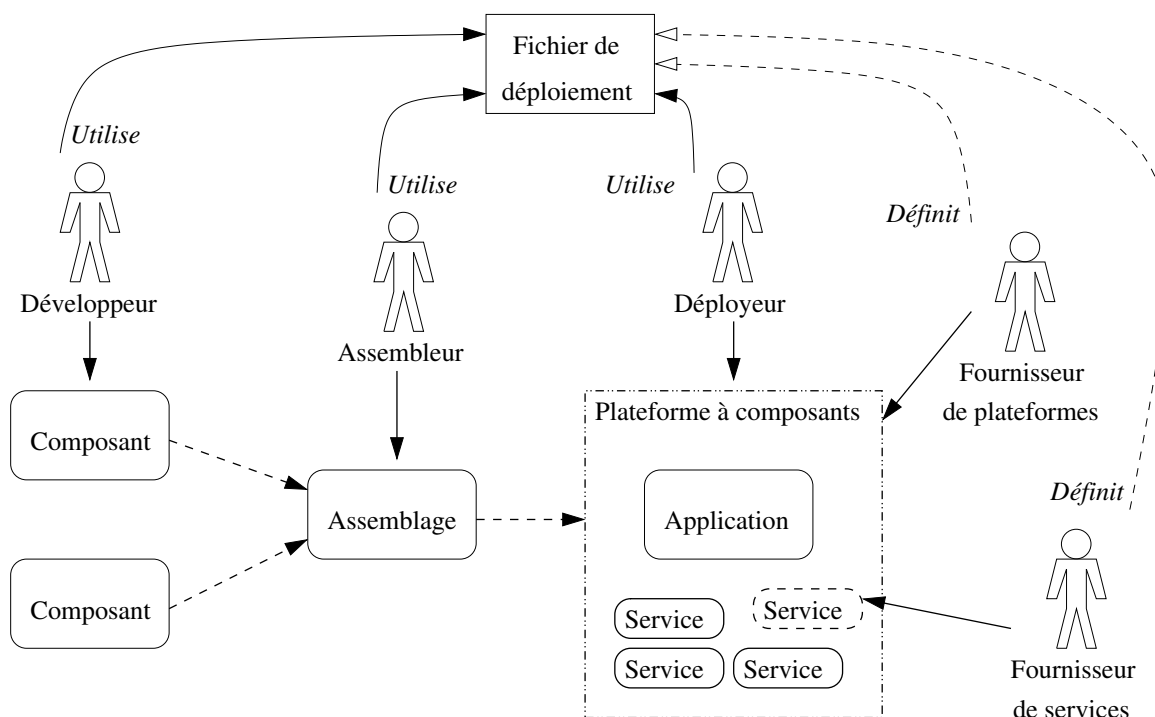 Fichier de
déploiement
Utilise
Utilise
Utilise
Définit
Développeur
Assembleur
Déployeur
Fournisseur
de plateformes
Plateforme à composants
Composant
Assemblage
Application
Définit
Composant
Service
Service
Service
Service
Fournisseur
de services